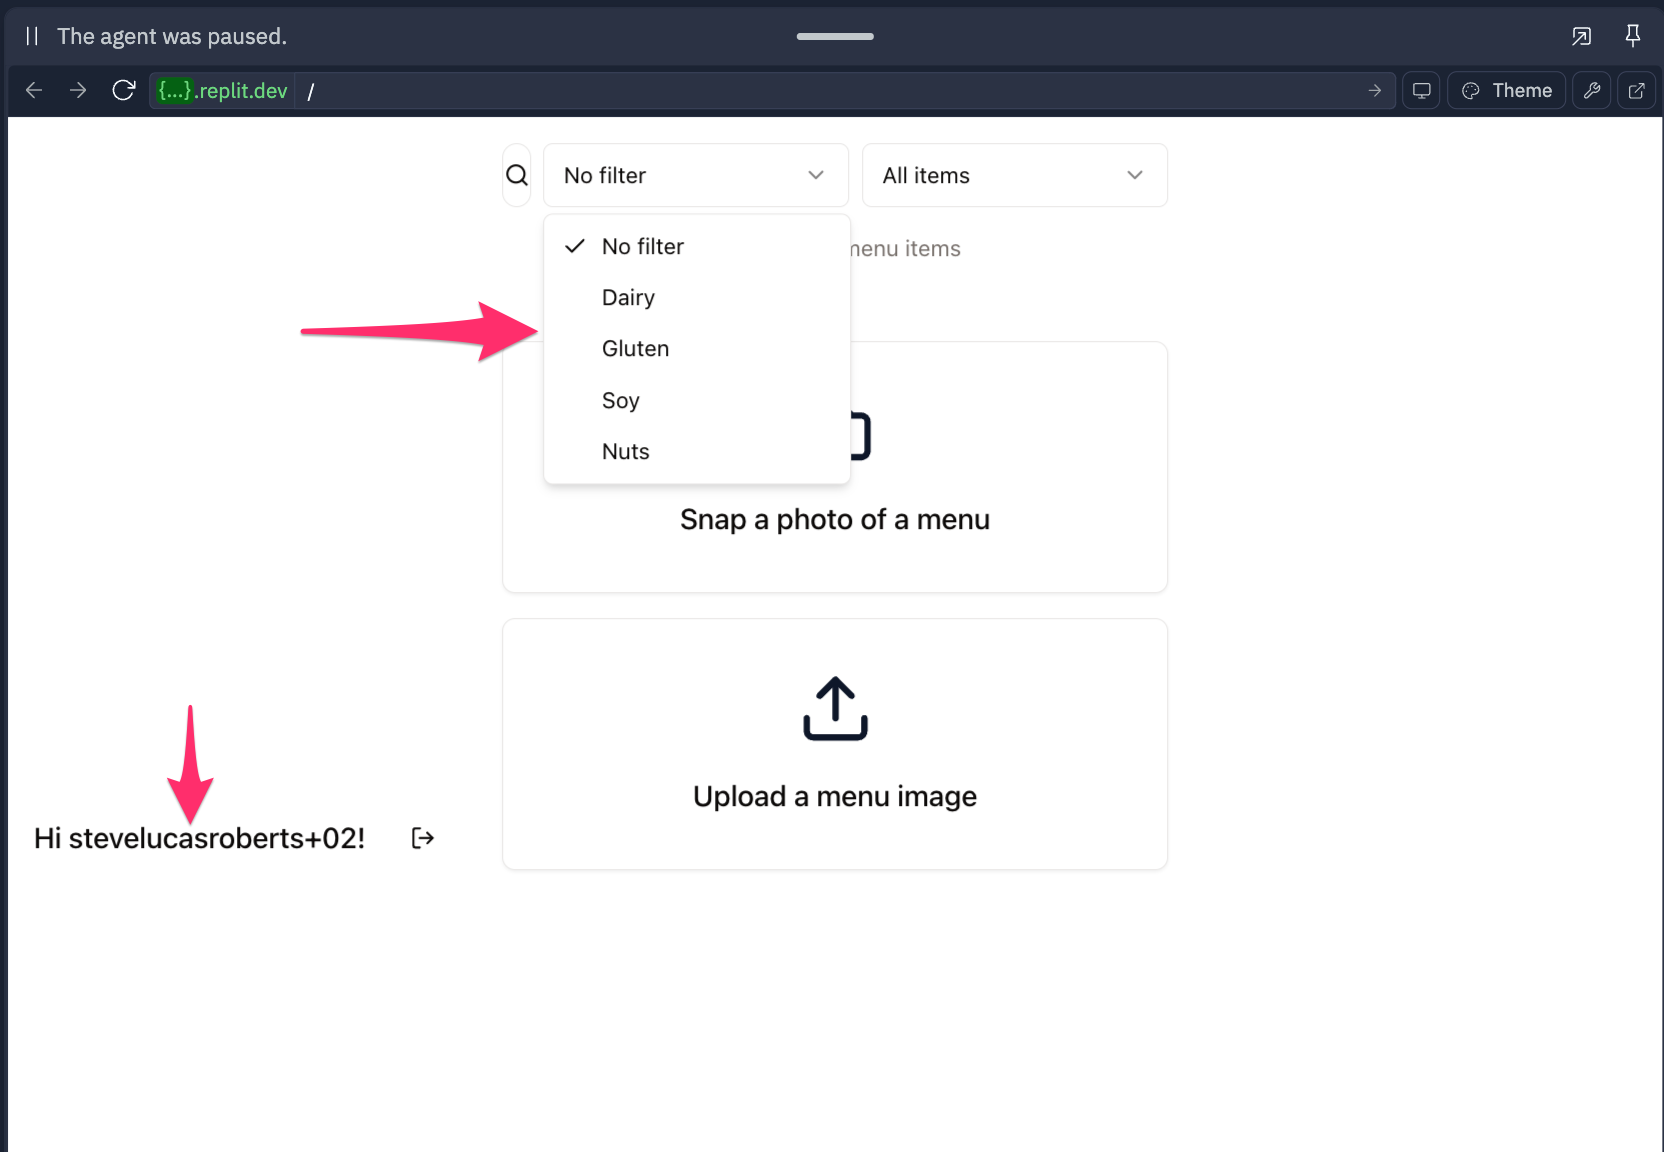 The agent was paused.
{...}.replit.dev /
Theme
No filter
All items
No filter
menu items
Dairy
Gluten
Soy
Nuts
Snap a photo of a menu
Upload a menu image
Hi stevelucasroberts+02!